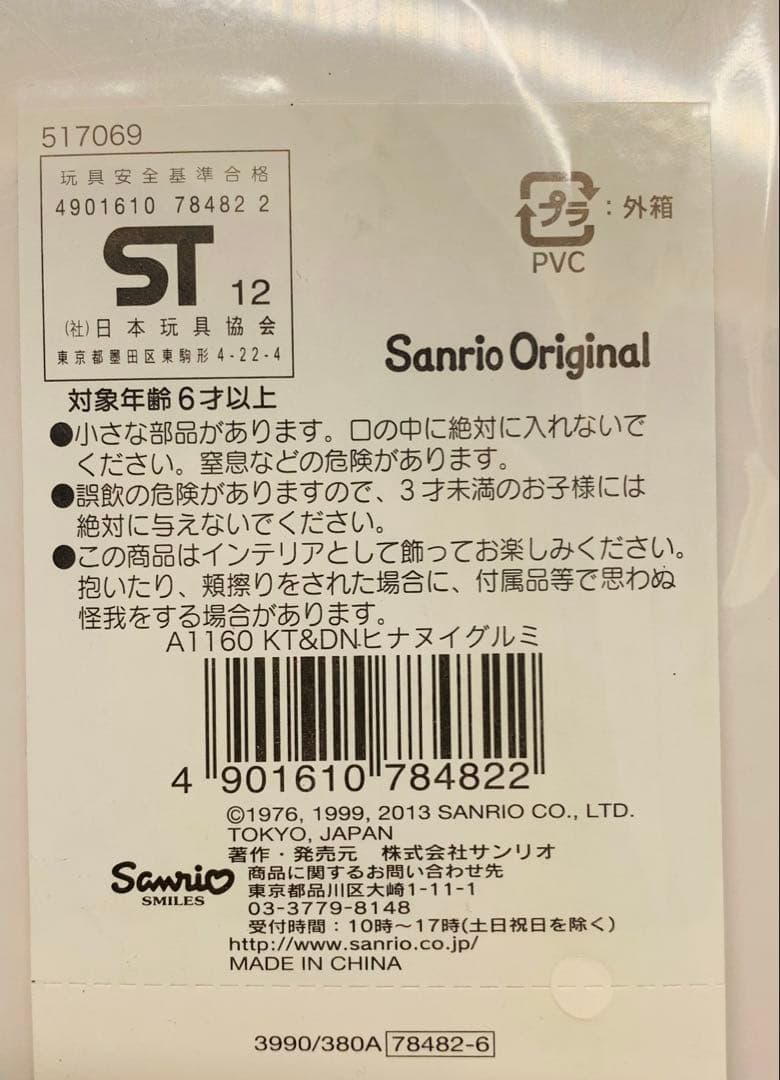 517069
玩具安全基準合格
4901610 78482 2
ST 12
(社)日本玩具協会
東京都墨田区東駒形4-22-4
プラ:外箱
PVC
Sanrio Original
対象年齢6才以上
●小さな部品があります。口の中に絶対に入れないで
ください。窒息などの危険があります。
●誤飲の危険がありますので、3才未満のお子様には
絶対に与えないでください。
●この商品はインテリアとして飾ってお楽しみください。
抱いたり、頬擦りをされた場合に、付属品等で思わぬ
怪我をする場合があります。
A1160 KT&DNヒナヌイグルミ
4 901610 784822
©1976, 1999, 2013 SANRIO CO., LTD.
TOKYO, JAPAN
著作・発売元 株式会社サンリオ
Sanrio
SMILES
商品に関するお問い合わせ先
東京都品川区大崎1-11-1
03-3779-8148
受付時間:10時~17時(土日祝日を除く)
http://www.sanrio.co.jp/
MADE IN CHINA
3990/380A 78482-6